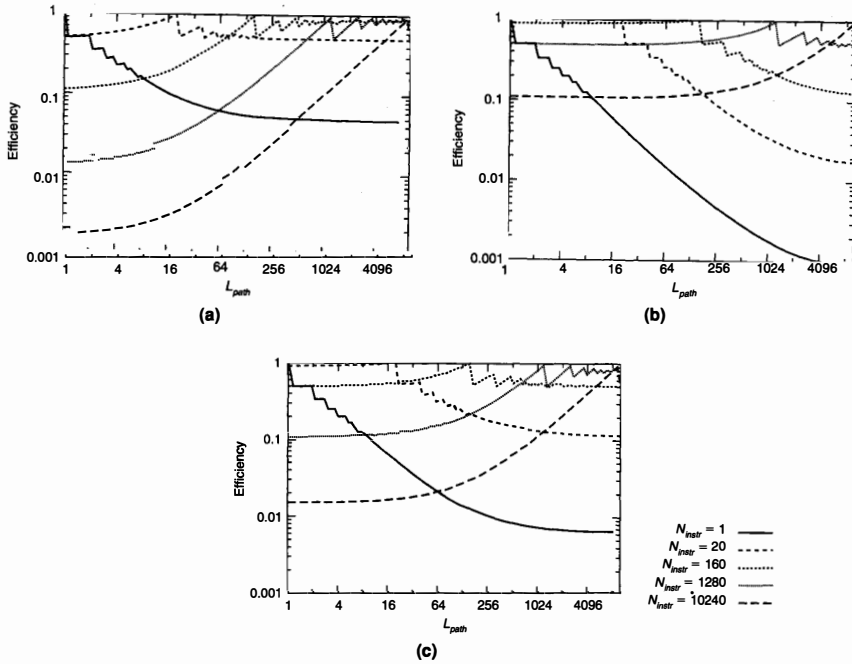 1
0.1
0.01
0.001
Efficiency
1
4
16
64
256
1024
4096
L_path
(a)
1
0.1
0.01
0.001
Efficiency
1
4
16
64
256
1024
4096
L_path
(b)
1
0.1
0.01
0.001
Efficiency
1
4
16
64
256
1024
4096
L_path
(c)
N_instr = 1
N_instr = 20
N_instr = 160
N_instr = 1280
N_instr = 10240